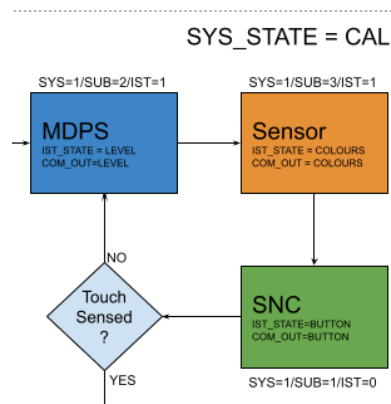 SYS_STATE = CAL
SYS=1/SUB=2/IST=1
MDPS
IST_STATE = LEVEL
COM_OUT=LEVEL
SYS=1/SUB=3/IST=1
Sensor
IST_STATE = COLOURS
COM_OUT = COLOURS
NO
Touch
Sensed
?
YES
SNC
IST_STATE=BUTTON
COM_OUT=BUTTON
SYS=1/SUB=1/IST=0